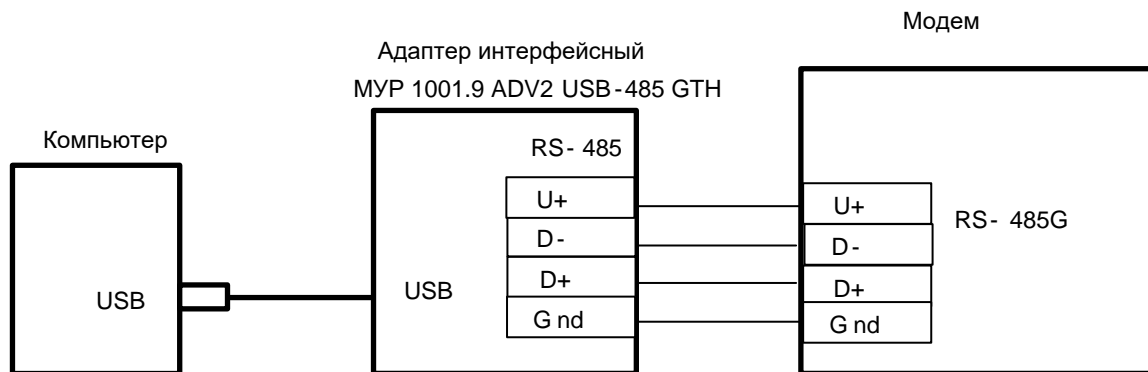 Модем
Адаптер интерфейсный
МУР 1001.9 ADV2 USB-485 GTH
Компьютер
RS- 485
U+
D-
D+
G nd
USB
USB
U+
D-
D+
G nd
RS- 485G